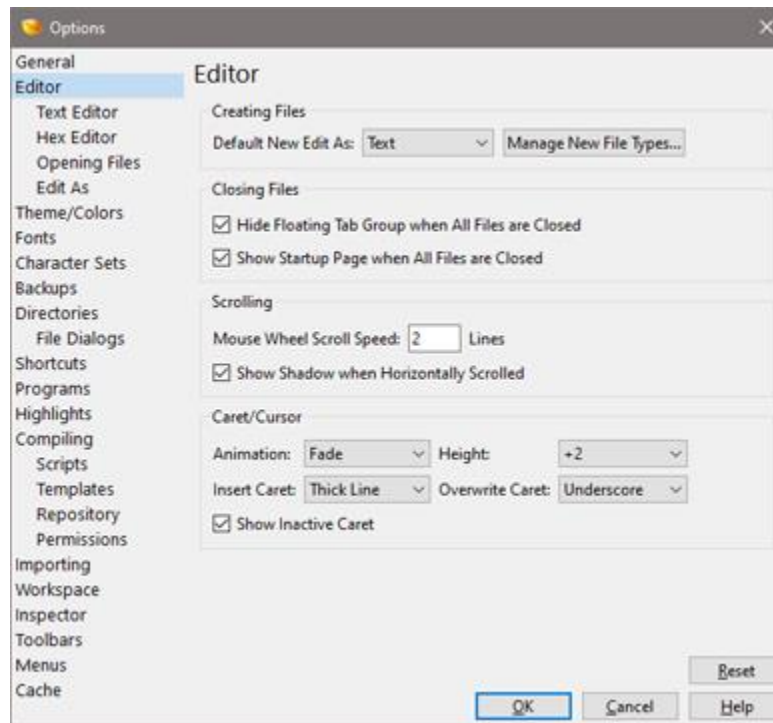 Options
General
Editor
Text Editor
Hex Editor
Opening Files
Edit As
Theme/Colors
Fonts
Character Sets
Backups
Directories
File Dialogs
Shortcuts
Programs
Highlights
Compiling
Scripts
Templates
Repository
Permissions
Importing
Workspace
Inspector
Toolbars
Menus
Cache
Editor
Creating Files
Default New Edit As: Text Manage New File Types...
Closing Files
Hide Floating Tab Group when All Files are Closed
Show Startup Page when All Files are Closed
Scrolling
Mouse Wheel Scroll Speed: 2 Lines
Show Shadow when Horizontally Scrolled
Caret/Cursor
Animation: Fade Height: +2
Insert Caret: Thick Line Overwrite Caret: Underscore
Show Inactive Caret
Reset
OK Cancel Help